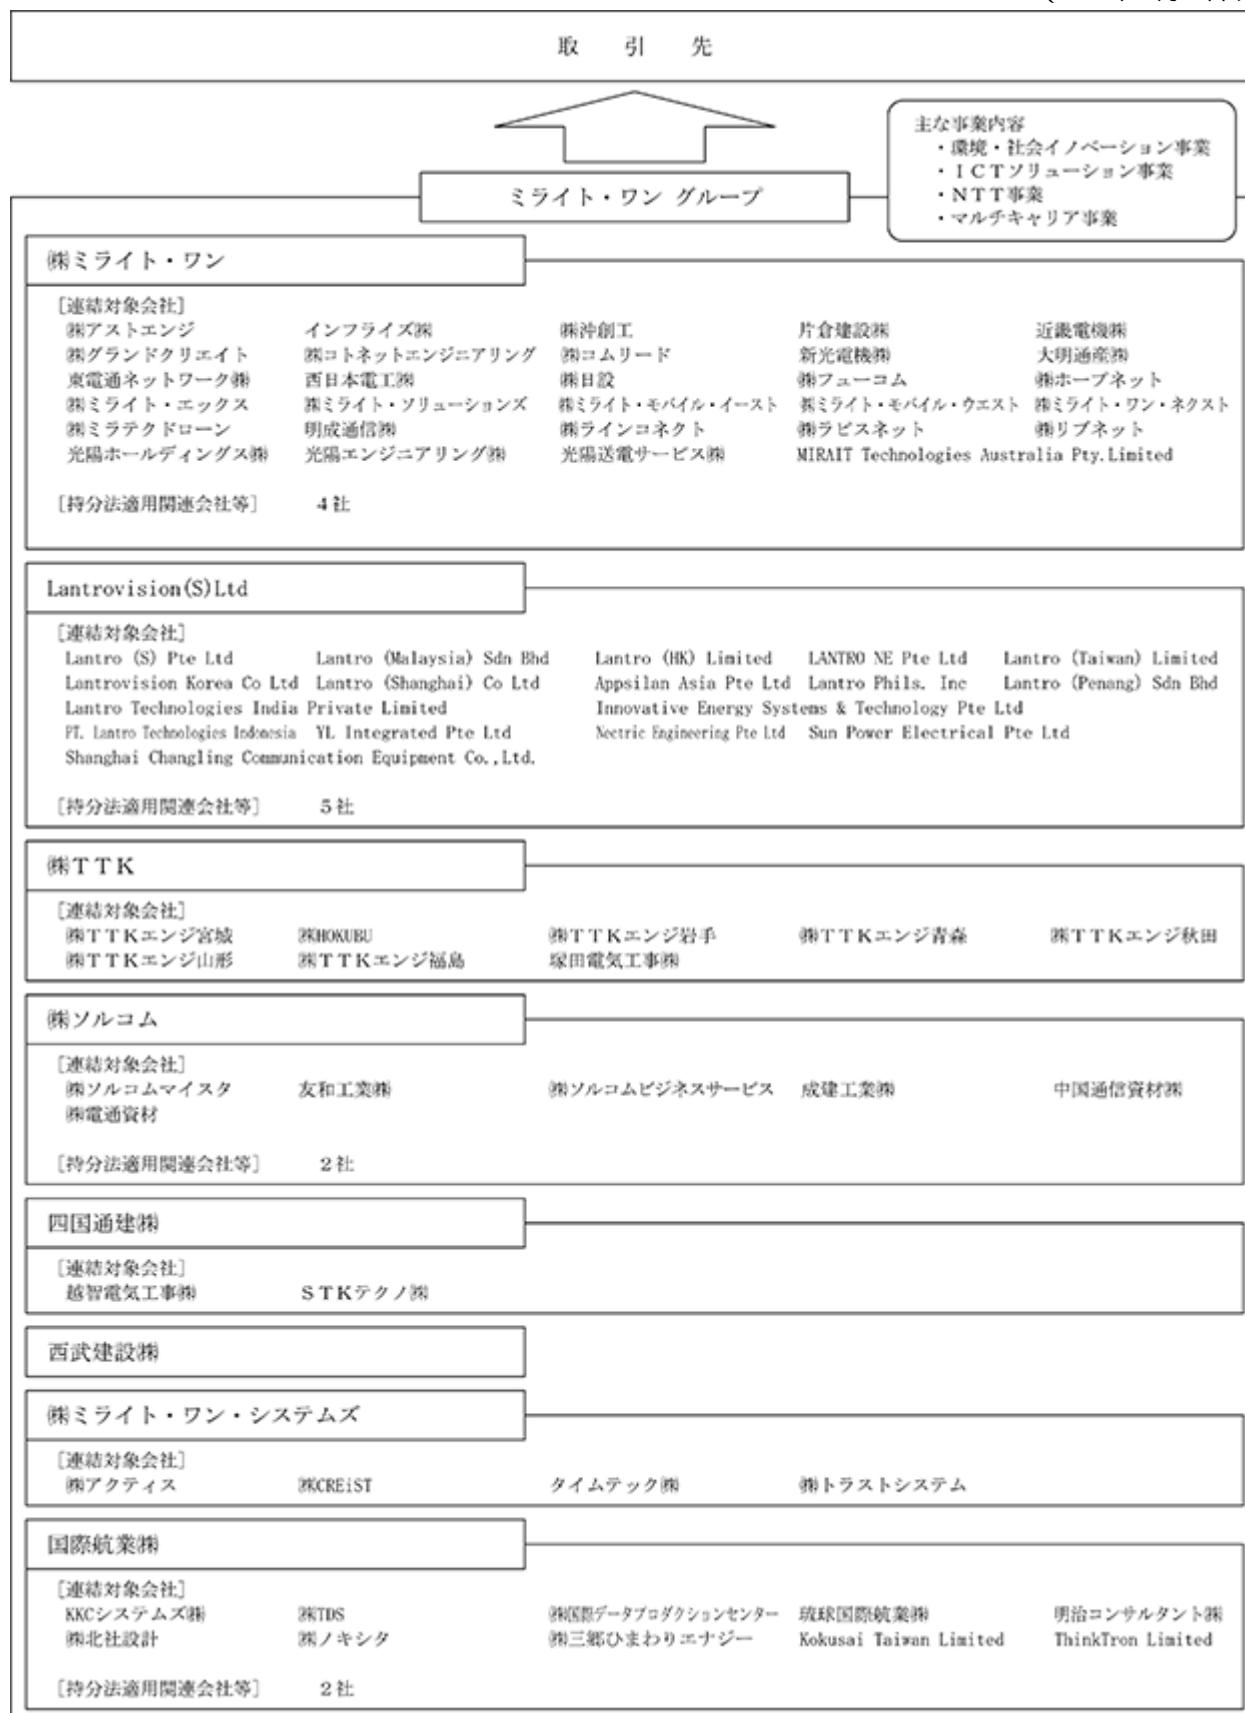 取 引 先
主な事業内容
・環境・社会イノベーション事業
・ICTソリューション事業
・NTT事業
・マルチキャリア事業
ミライト・ワン グループ
㈱ミライト・ワン
[連結対象会社]
㈱アストエンジ インフライズ㈱ ㈱沖創工 片倉建設㈱ 近畿電機㈱
㈱グランドクリエイト ㈱コトネットエンジニアリング ㈱コムリード 新光電機㈱ 大明通産㈱
東電通ネットワーク㈱ 西日本電工㈱ ㈱日設 ㈱フューコム ㈱ホープネット
㈱ミライト・エックス ㈱ミライト・ソリューションズ ㈱ミライト・モバイル・イースト ㈱ミライト・モバイル・ウエスト ㈱ミライト・ワン・ネクスト
㈱ミラテクドローン 明成通信㈱ ㈱ラインコネクト ㈱ラピスネット ㈱リブネット
光陽ホールディングス㈱ 光陽エンジニアリング㈱ 光陽送電サービス㈱ MIRAIT Technologies Australia Pty.Limited
[持分法適用関連会社等] 4社
Lantrovision(S)Ltd
[連結対象会社]
Lantro (S) Pte Ltd Lantro (Malaysia) Sdn Bhd Lantro (HK) Limited LANTRO NE Pte Ltd Lantro (Taiwan) Limited
Lantrovision Korea Co Ltd Lantro (Shanghai) Co Ltd Appsilan Asia Pte Ltd Lantro Phils. Inc Lantro (Penang) Sdn Bhd
Lantro Technologies India Private Limited Innovative Energy Systems & Technology Pte Ltd
PT. Lantro Technologies Indonesia YL Integrated Pte Ltd Nectric Engineering Pte Ltd Sun Power Electrical Pte Ltd
Shanghai Changling Communication Equipment Co.,Ltd.
[持分法適用関連会社等] 5社
㈱TTK
[連結対象会社]
㈱TTKエンジ宮城 ㈱HOKUBU ㈱TTKエンジ岩手 ㈱TTKエンジ青森 ㈱TTKエンジ秋田
㈱TTKエンジ山形 ㈱TTKエンジ福島 塚田電気工事㈱
㈱ソルコム
[連結対象会社]
㈱ソルコムマイスタ 友和工業㈱ ㈱ソルコムビジネスサービス 成建工業㈱ 中国通信資材㈱
㈱電通資材
[持分法適用関連会社等] 2社
四国通建㈱
[連結対象会社]
越智電気工事㈱ STKテクノ㈱
西武建設㈱
㈱ミライト・ワン・システムズ
[連結対象会社]
㈱アクティス ㈱CREiST タイムテック㈱ ㈱トラストシステム
国際航業㈱
[連結対象会社]
KKCシステムズ㈱ ㈱TDS ㈱国際データプロダクションセンター 琉球国際航業㈱ 明治コンサルタント㈱
㈱北社設計 ㈱ノキシタ ㈱三郷ひまわりエナジー Kokusai Taiwan Limited ThinkTron Limited
[持分法適用関連会社等] 2社